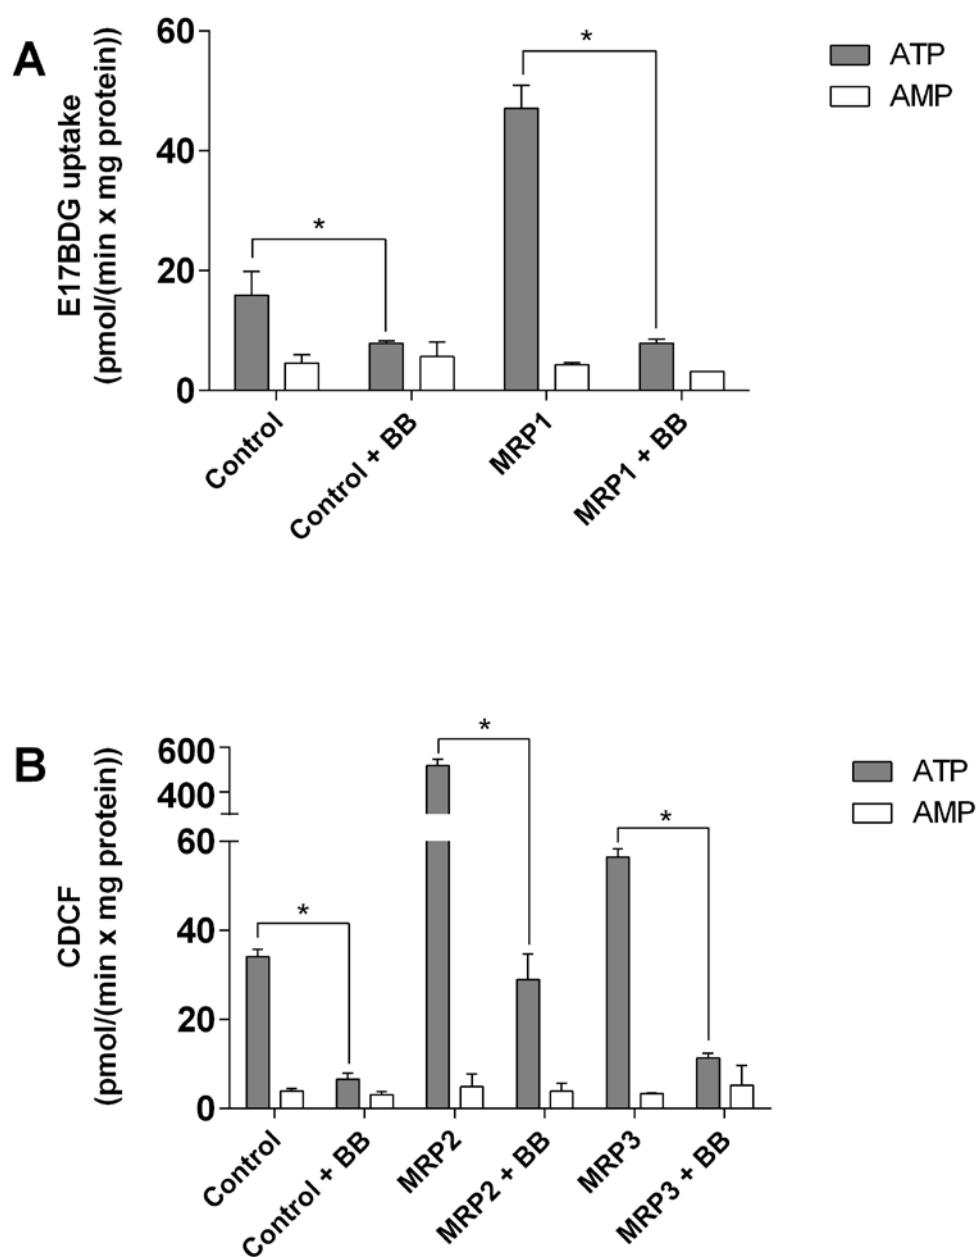 A
E17BDG uptake
(pmol/(min x mg protein))
60
40
20
0
*
*
ATP
AMP
Control
Control + BB
MRP1
MRP1 + BB
B
CDCF
(pmol/(min x mg protein))
600
400
60
40
20
0
*
*
*
ATP
AMP
Control
Control + BB
MRP2
MRP2 + BB
MRP3
MRP3 + BB